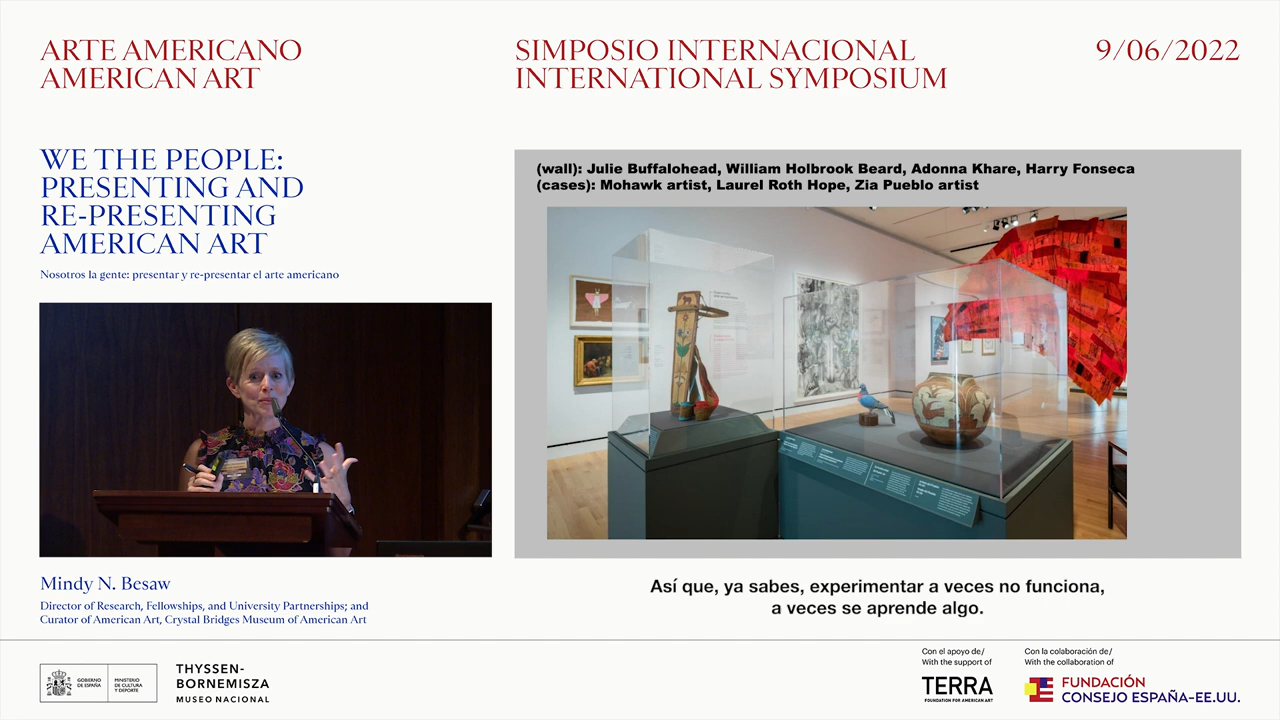 ARTE AMERICANO
AMERICAN ART
SIMPOSIO INTERNACIONAL
INTERNATIONAL SYMPOSIUM
9/06/2022
WE THE PEOPLE:
PRESENTING AND
RE-PRESENTING
AMERICAN ART
Nosotros la gente: presentar y re-presentar el arte americano
(wall): Julie Buffalohead, William Holbrook Beard, Adonna Khare, Harry Fonseca
(cases): Mohawk artist, Laurel Roth Hope, Zia Pueblo artist
Mindy N. Besaw
Director of Research, Fellowships, and University Partnerships; and
Curator of American Art, Crystal Bridges Museum of American Art
Así que, ya sabes, experimentar a veces no funciona,
a veces se aprende algo.
GOBIERNO
DE ESPAÑA
MINISTERIO
DE CULTURA
Y DEPORTE
THYSSEN-
BORNEMISZA
MUSEO NACIONAL
Con el apoyo de/
With the support of
TERRA
FOUNDATION FOR AMERICAN ART
Con la colaboración de/
With the collaboration of
FUNDACIÓN
CONSEJO ESPAÑA-EE.UU.